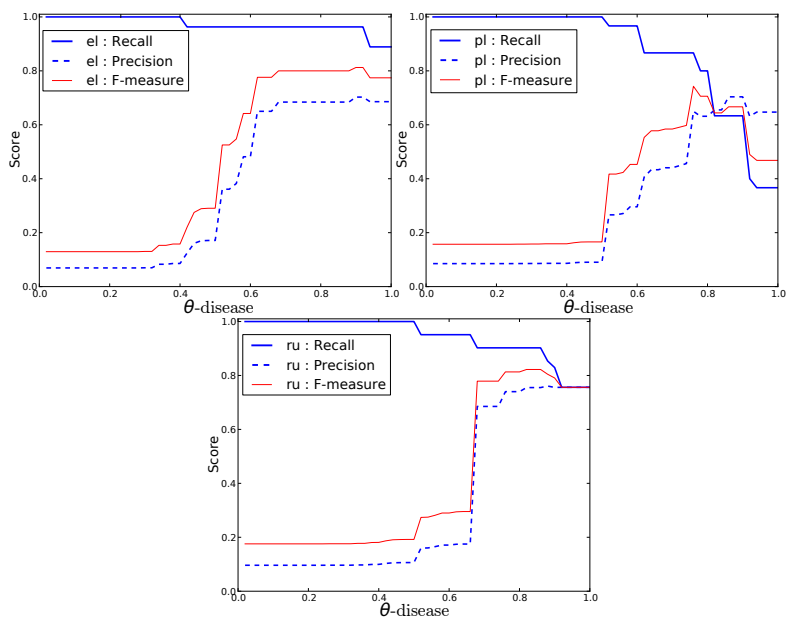 1.0
0.8
0.6
0.4
0.2
0.0
Score
el : Recall
el : Precision
el : F-measure
0.0 0.2 0.4 0.6 0.8 1.0
θ-disease
1.0
0.8
0.6
0.4
0.2
0.0
Score
pl : Recall
pl : Precision
pl : F-measure
0.0 0.2 0.4 0.6 0.8 1.0
θ-disease
1.0
0.8
0.6
0.4
0.2
0.0
Score
ru : Recall
ru : Precision
ru : F-measure
0.0 0.2 0.4 0.6 0.8 1.0
θ-disease